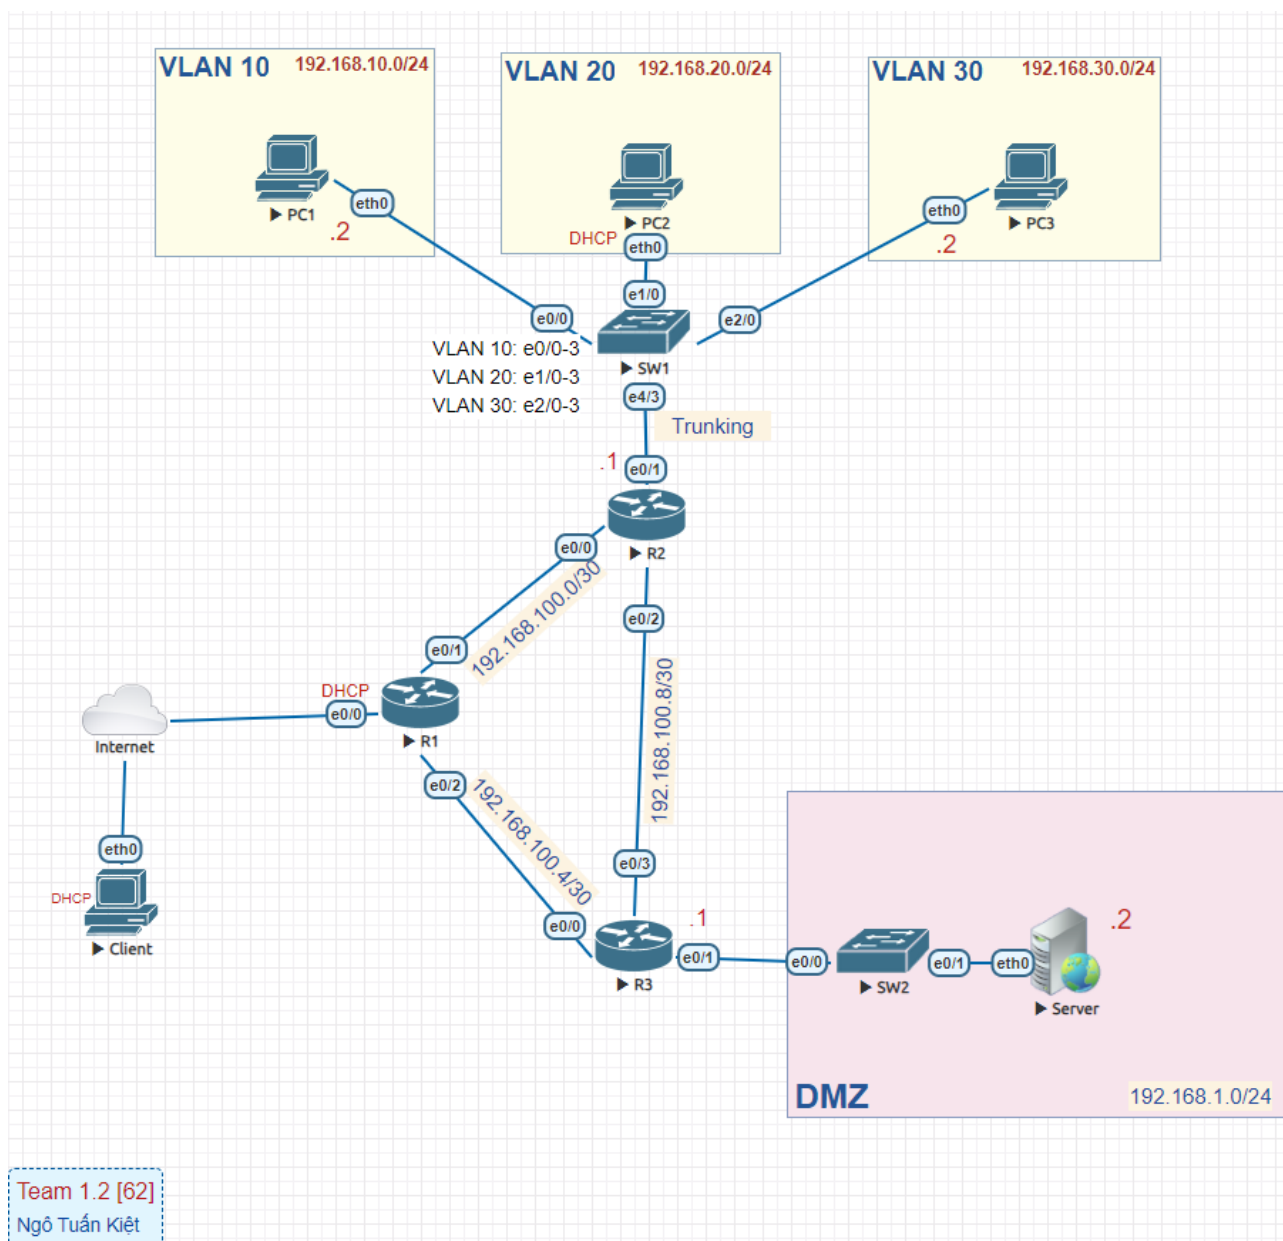 VLAN 10
192.168.10.0/24
VLAN 20
192.168.20.0/24
VLAN 30
192.168.30.0/24
PC1
eth0
.2
PC2
DHCP
eth0
PC3
eth0
.2
e0/0
e1/0
e2/0
SW1
VLAN 10: e0/0-3
VLAN 20: e1/0-3
VLAN 30: e2/0-3
e4/3
Trunking
.1
e0/1
R2
e0/0
192.168.100.0/30
e0/2
e0/1
DHCP
e0/0
R1
Internet
e0/2
192.168.100.4/30
192.168.100.8/30
eth0
DHCP
Client
e0/3
e0/0
.1
R3
e0/1
e0/0
SW2
e0/1
eth0
.2
Server
DMZ
192.168.1.0/24
Team 1.2 [62]
Ngô Tuấn Kiệt